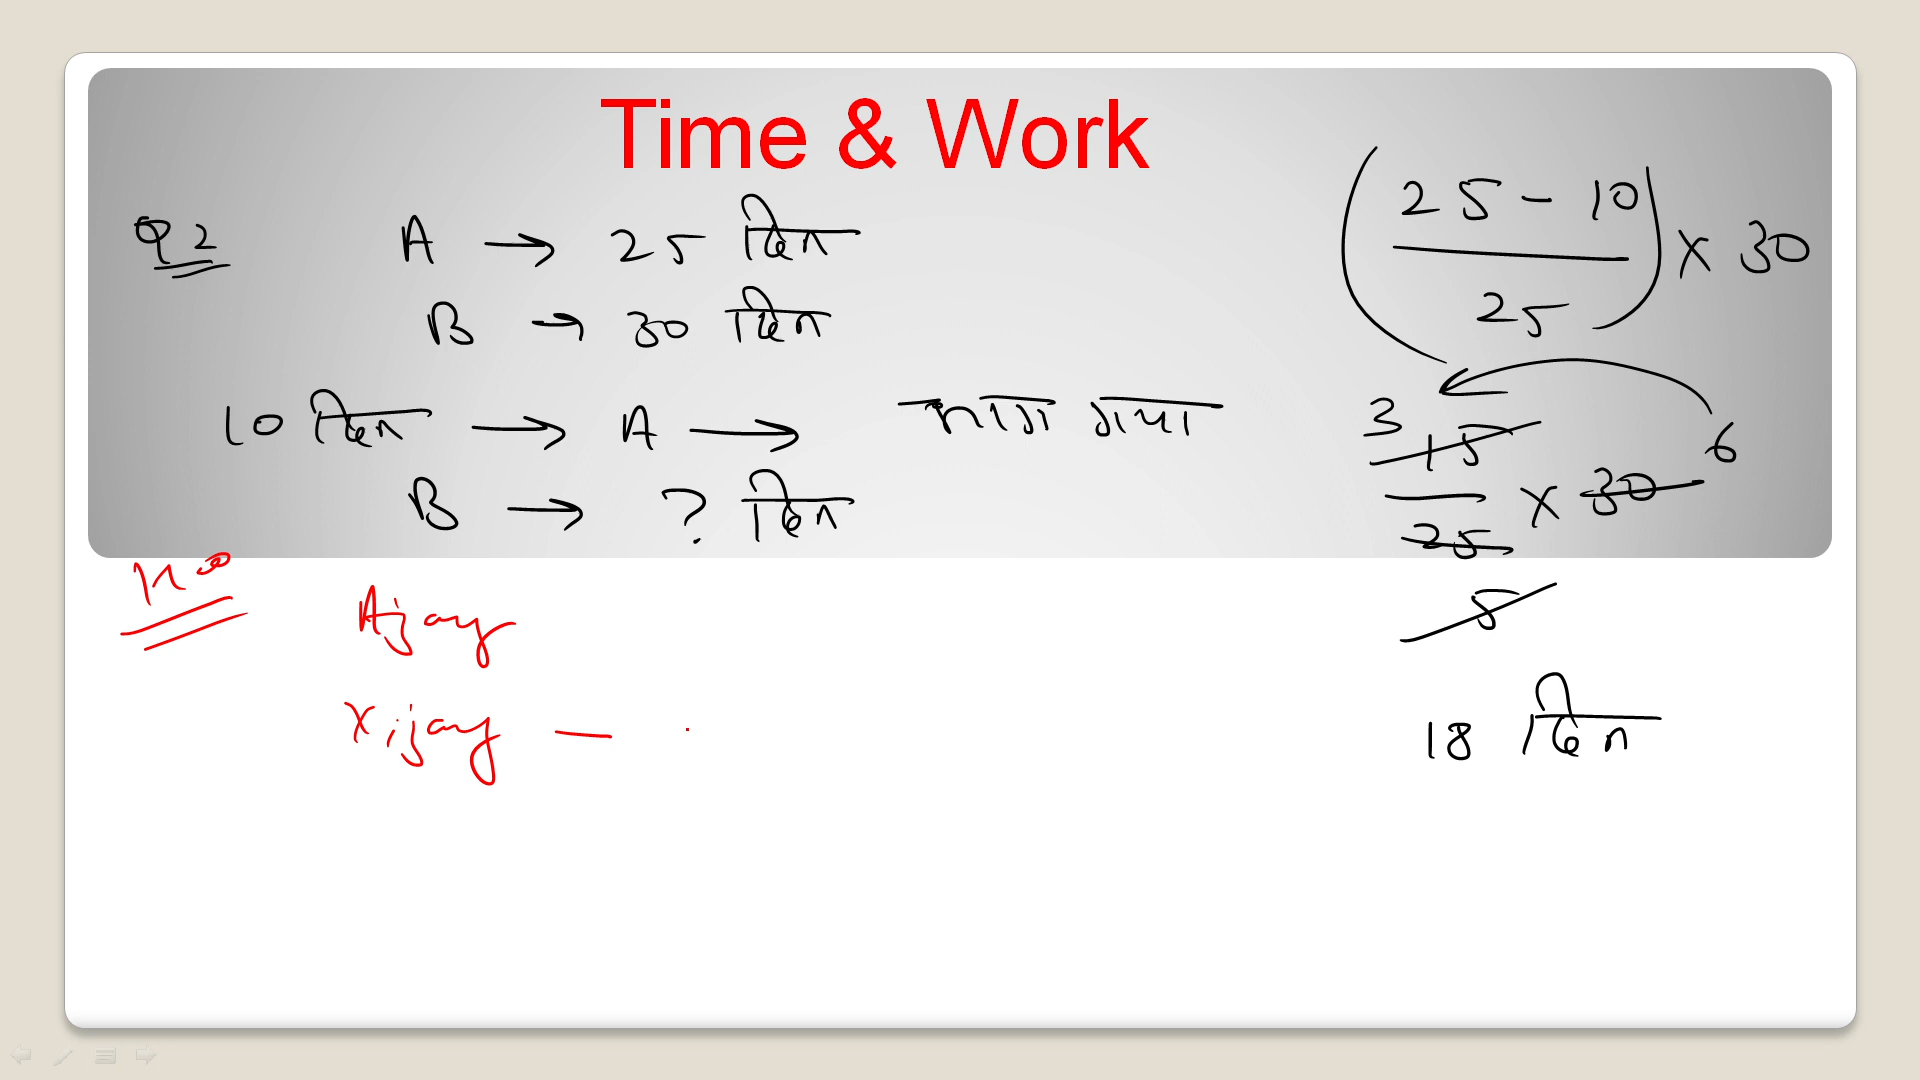 Time & Work
Q2 A → 25 दिन
B → 30 दिन
10 दिन → A → भाग गया
B → ? दिन
(25 - 10 / 25) × 30
3 15 / 25 5 × 30 6
18 दिन
Ajay